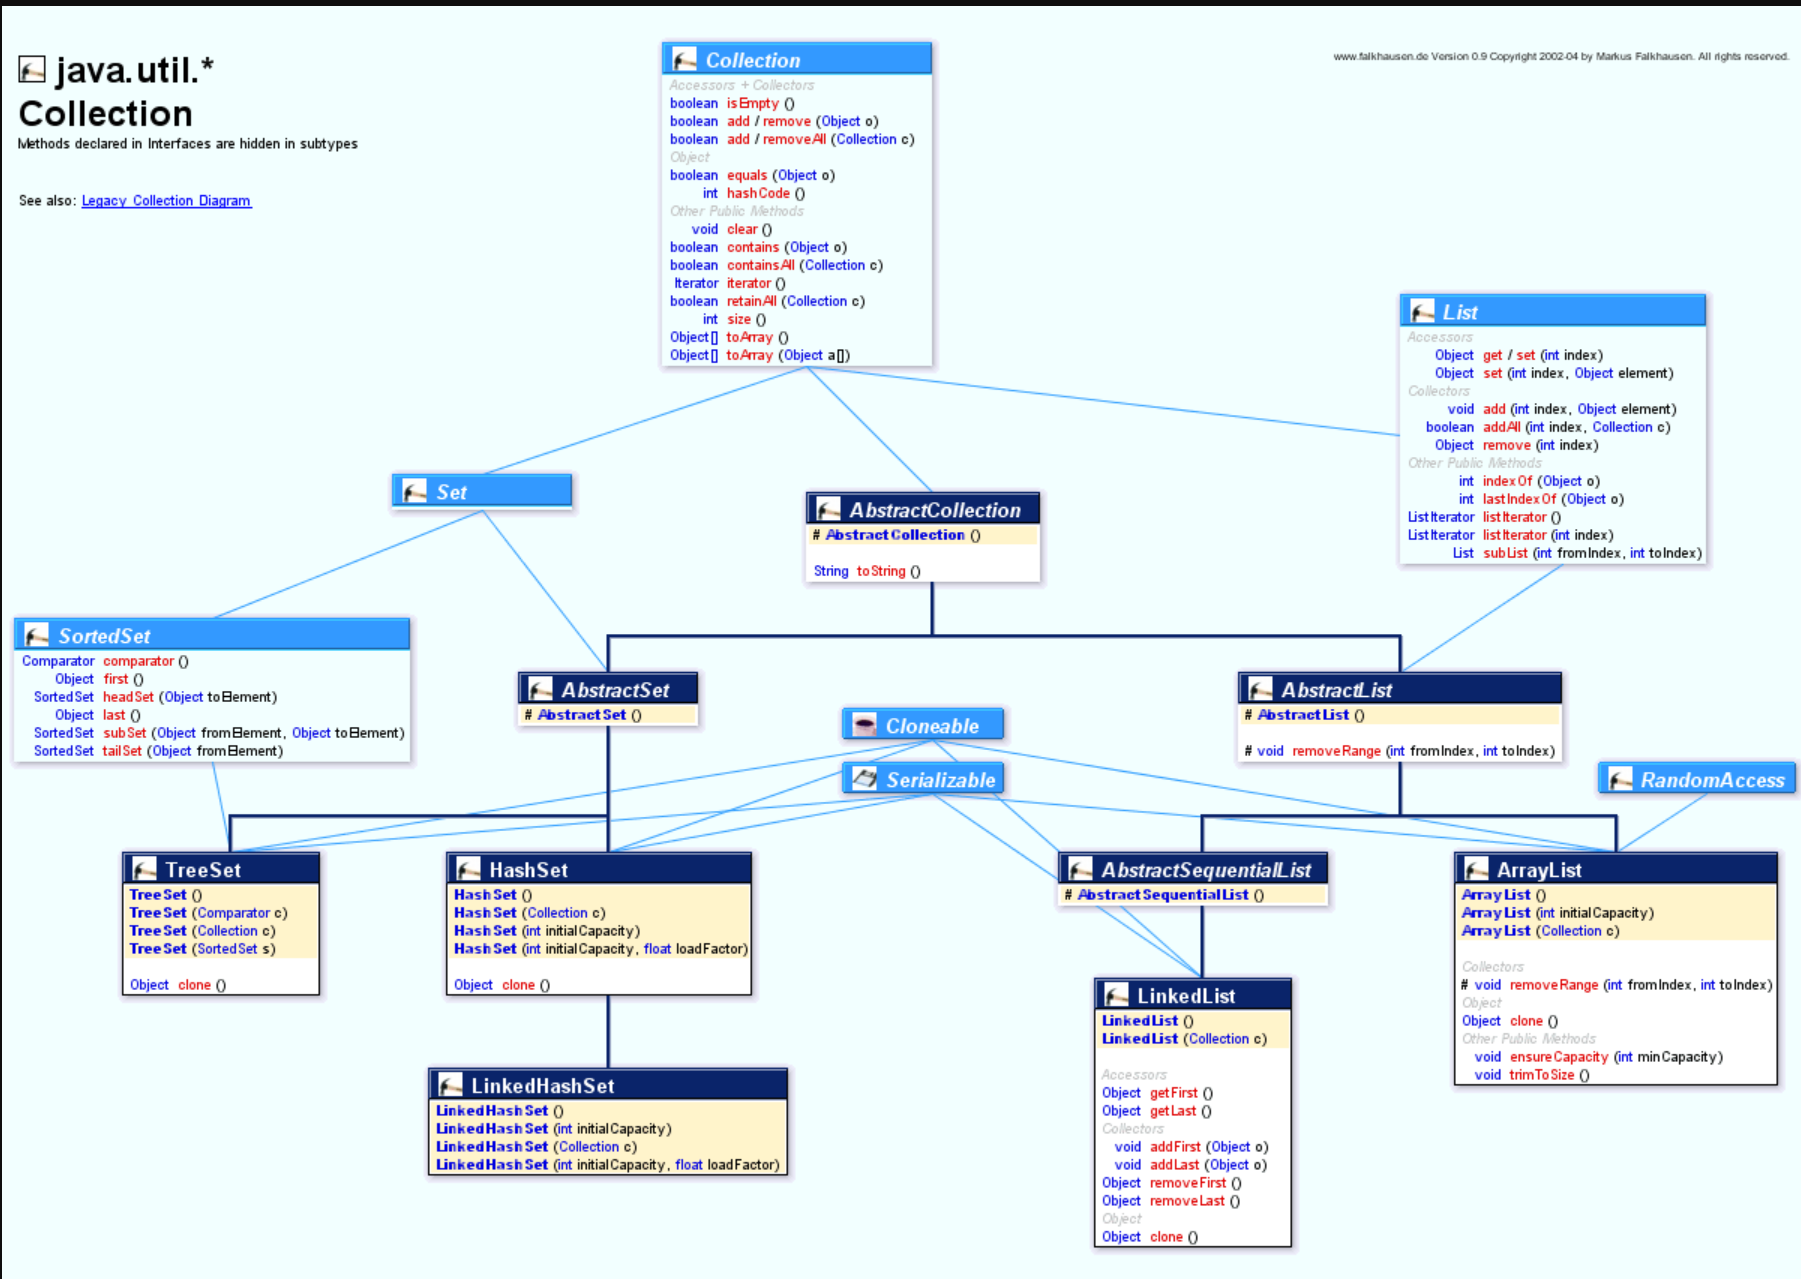 java.util.*
Collection
Methods declared in Interfaces are hidden in subtypes
See also: Legacy Collection Diagram
www.falkhausen.de Version 0.9 Copyright 2002-04 by Markus Falkhausen. All rights reserved.
Collection
Accessors + Collectors
boolean isEmpty ()
boolean add / remove (Object o)
boolean add / removeAll (Collection c)
Object
boolean equals (Object o)
int hashCode ()
Other Public Methods
void clear ()
boolean contains (Object o)
boolean containsAll (Collection c)
Iterator iterator ()
boolean retainAll (Collection c)
int size ()
Object[] toArray ()
Object[] toArray (Object a[])
List
Accessors
Object get / set (int index)
Object set (int index, Object element)
Collectors
void add (int index, Object element)
boolean addAll (int index, Collection c)
Object remove (int index)
Other Public Methods
int indexOf (Object o)
int lastIndexOf (Object o)
ListIterator listIterator ()
ListIterator listIterator (int index)
List subList (int fromIndex, int toIndex)
Set
AbstractCollection
# AbstractCollection ()
String toString ()
SortedSet
Comparator comparator ()
Object first ()
SortedSet headSet (Object toElement)
Object last ()
SortedSet subSet (Object fromElement, Object toElement)
SortedSet tailSet (Object fromElement)
AbstractSet
# AbstractSet ()
Cloneable
Serializable
AbstractList
# AbstractList ()
# void removeRange (int fromIndex, int toIndex)
RandomAccess
TreeSet
TreeSet ()
TreeSet (Comparator c)
TreeSet (Collection c)
TreeSet (SortedSet s)
Object clone ()
HashSet
HashSet ()
HashSet (Collection c)
HashSet (int initialCapacity)
HashSet (int initialCapacity, float loadFactor)
Object clone ()
AbstractSequentialList
# AbstractSequentialList ()
ArrayList
ArrayList ()
ArrayList (int initialCapacity)
ArrayList (Collection c)
Collectors
# void removeRange (int fromIndex, int toIndex)
Object
Object clone ()
Other Public Methods
void ensureCapacity (int minCapacity)
void trimToSize ()
LinkedList
LinkedList ()
LinkedList (Collection c)
Accessors
Object getFirst ()
Object getLast ()
Collectors
void addFirst (Object o)
void addLast (Object o)
Object removeFirst ()
Object removeLast ()
Object
Object clone ()
LinkedHashSet
LinkedHashSet ()
LinkedHashSet (int initialCapacity)
LinkedHashSet (Collection c)
LinkedHashSet (int initialCapacity, float loadFactor)